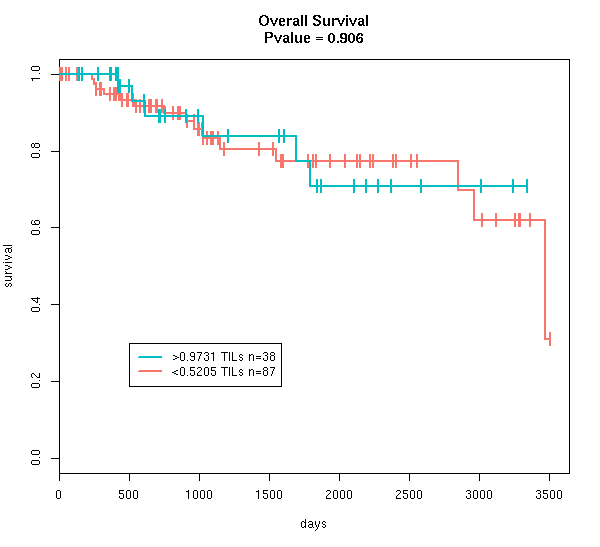 Overall Survival
Pvalue = 0.906
1.0
0.8
0.6
0.4
0.2
0.0
survival
>0.9731 TILs n=38
<0.5205 TILs n=87
0 500 1000 1500 2000 2500 3000 3500
days